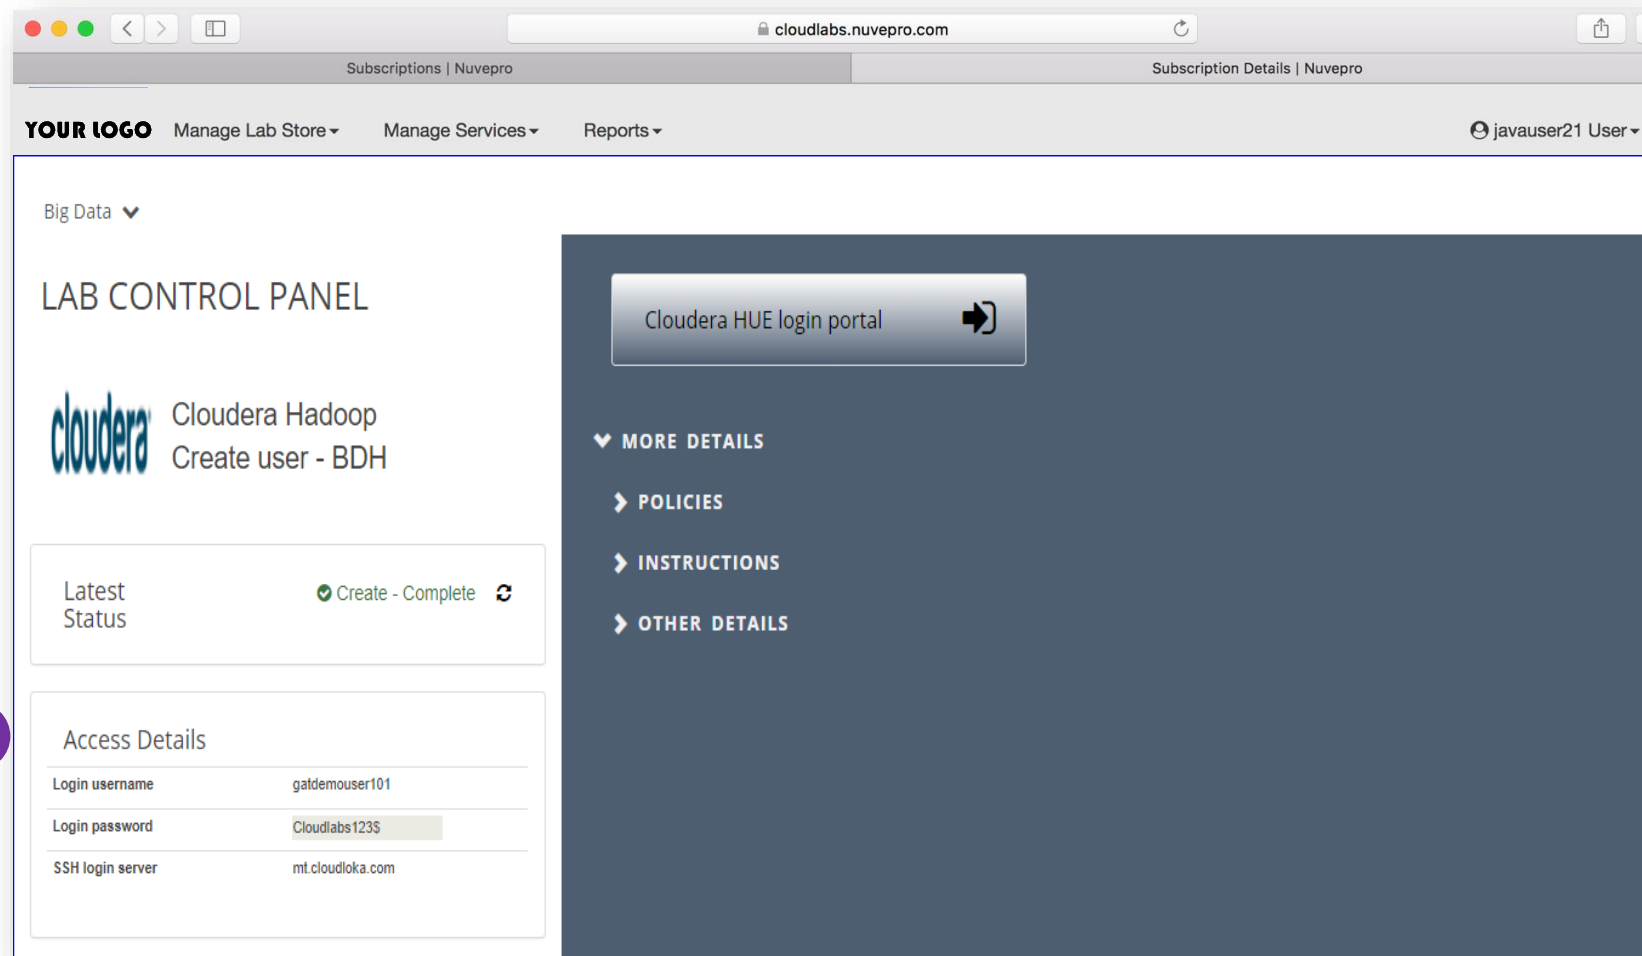 cloudlabs.nuvepro.com
Subscriptions | Nuvepro
Subscription Details | Nuvepro
YOUR LOGO Manage Lab Store Manage Services Reports javauser21 User
Big Data
LAB CONTROL PANEL
Cloudera HUE login portal
cloudera
Cloudera Hadoop
Create user - BDH
MORE DETAILS
POLICIES
INSTRUCTIONS
OTHER DETAILS
Latest
Status
Create - Complete
Access Details
Login username gatdemouser101
Login password Cloudlabs123$
SSH login server mt.cloudloka.com